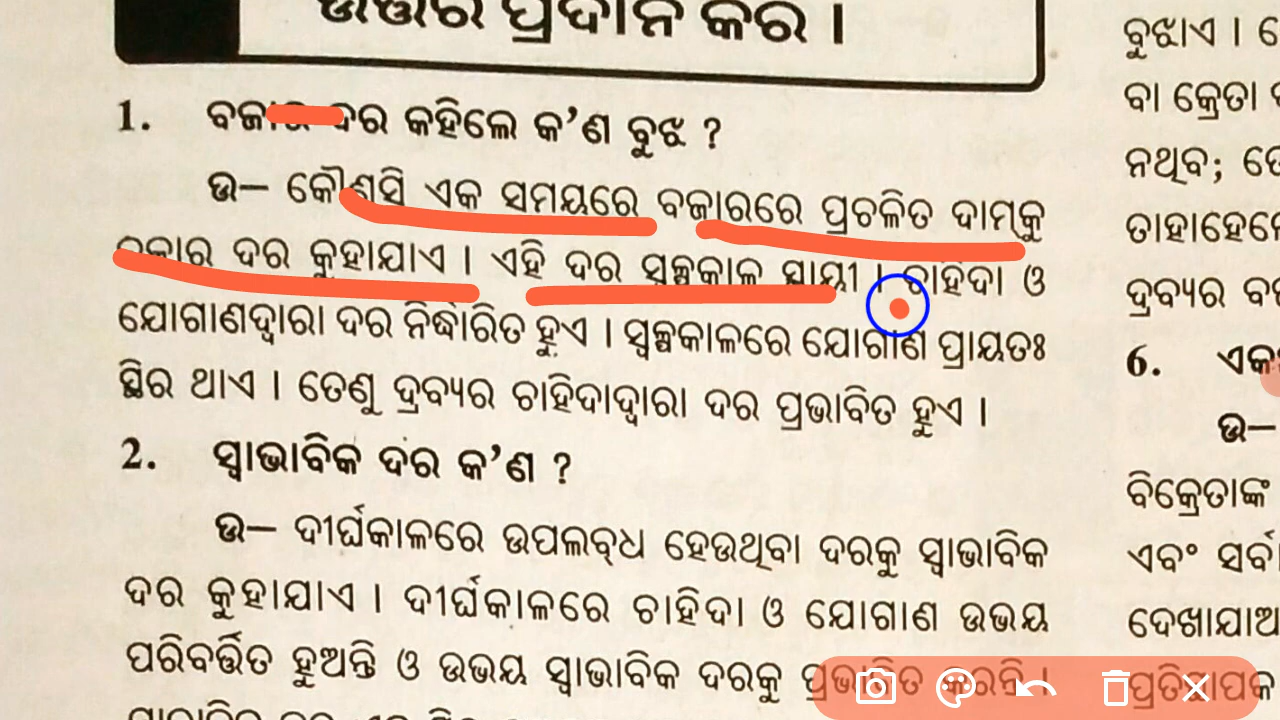 ଉତ୍ତର ପ୍ରଦାନ କର ।
1. ବଜାର ଦର କହିଲେ କ'ଣ ବୁଝ ?
ଉ— କୌଣସି ଏକ ସମୟରେ ବଜାରରେ ପ୍ରଚଳିତ ଦାମ୍‌କୁ
ବଜାର ଦର କୁହାଯାଏ । ଏହି ଦର ସ୍ୱଳ୍ପକାଳ ସ୍ଥାୟୀ । ଚାହିଦା ଓ
ଯୋଗାଣଦ୍ୱାରା ଦର ନିର୍ଦ୍ଧାରିତ ହୁଏ । ସ୍ୱଳ୍ପକାଳରେ ଯୋଗାଣ ପ୍ରାୟତଃ
ସ୍ଥିର ଥାଏ । ତେଣୁ ଦ୍ରବ୍ୟର ଚାହିଦାଦ୍ୱାରା ଦର ପ୍ରଭାବିତ ହୁଏ ।
2. ସ୍ୱାଭାବିକ ଦର କ'ଣ ?
ଉ— ଦୀର୍ଘକାଳରେ ଉପଲବ୍‌ଧ ହେଉଥିବା ଦରକୁ ସ୍ୱାଭାବିକ
ଦର କୁହାଯାଏ । ଦୀର୍ଘକାଳରେ ଚାହିଦା ଓ ଯୋଗାଣ ଉଭୟ
ପରିବର୍ତ୍ତିତ ହୁଅନ୍ତି ଓ ଉଭୟ ସ୍ୱାଭାବିକ ଦରକୁ ପ୍ରଭାବିତ କରନ୍ତି ।
ବୁଝାଏ ।
ବା କ୍ରେତା
ନଥିବ;
ତାହାହେଲେ
ଦ୍ରବ୍ୟର
6.
ଉ—
ବିକ୍ରେତାଙ୍କ
ଏବଂ
ଦେଖାଯାଅ
ପ୍ରତିସ୍ଥାପକ